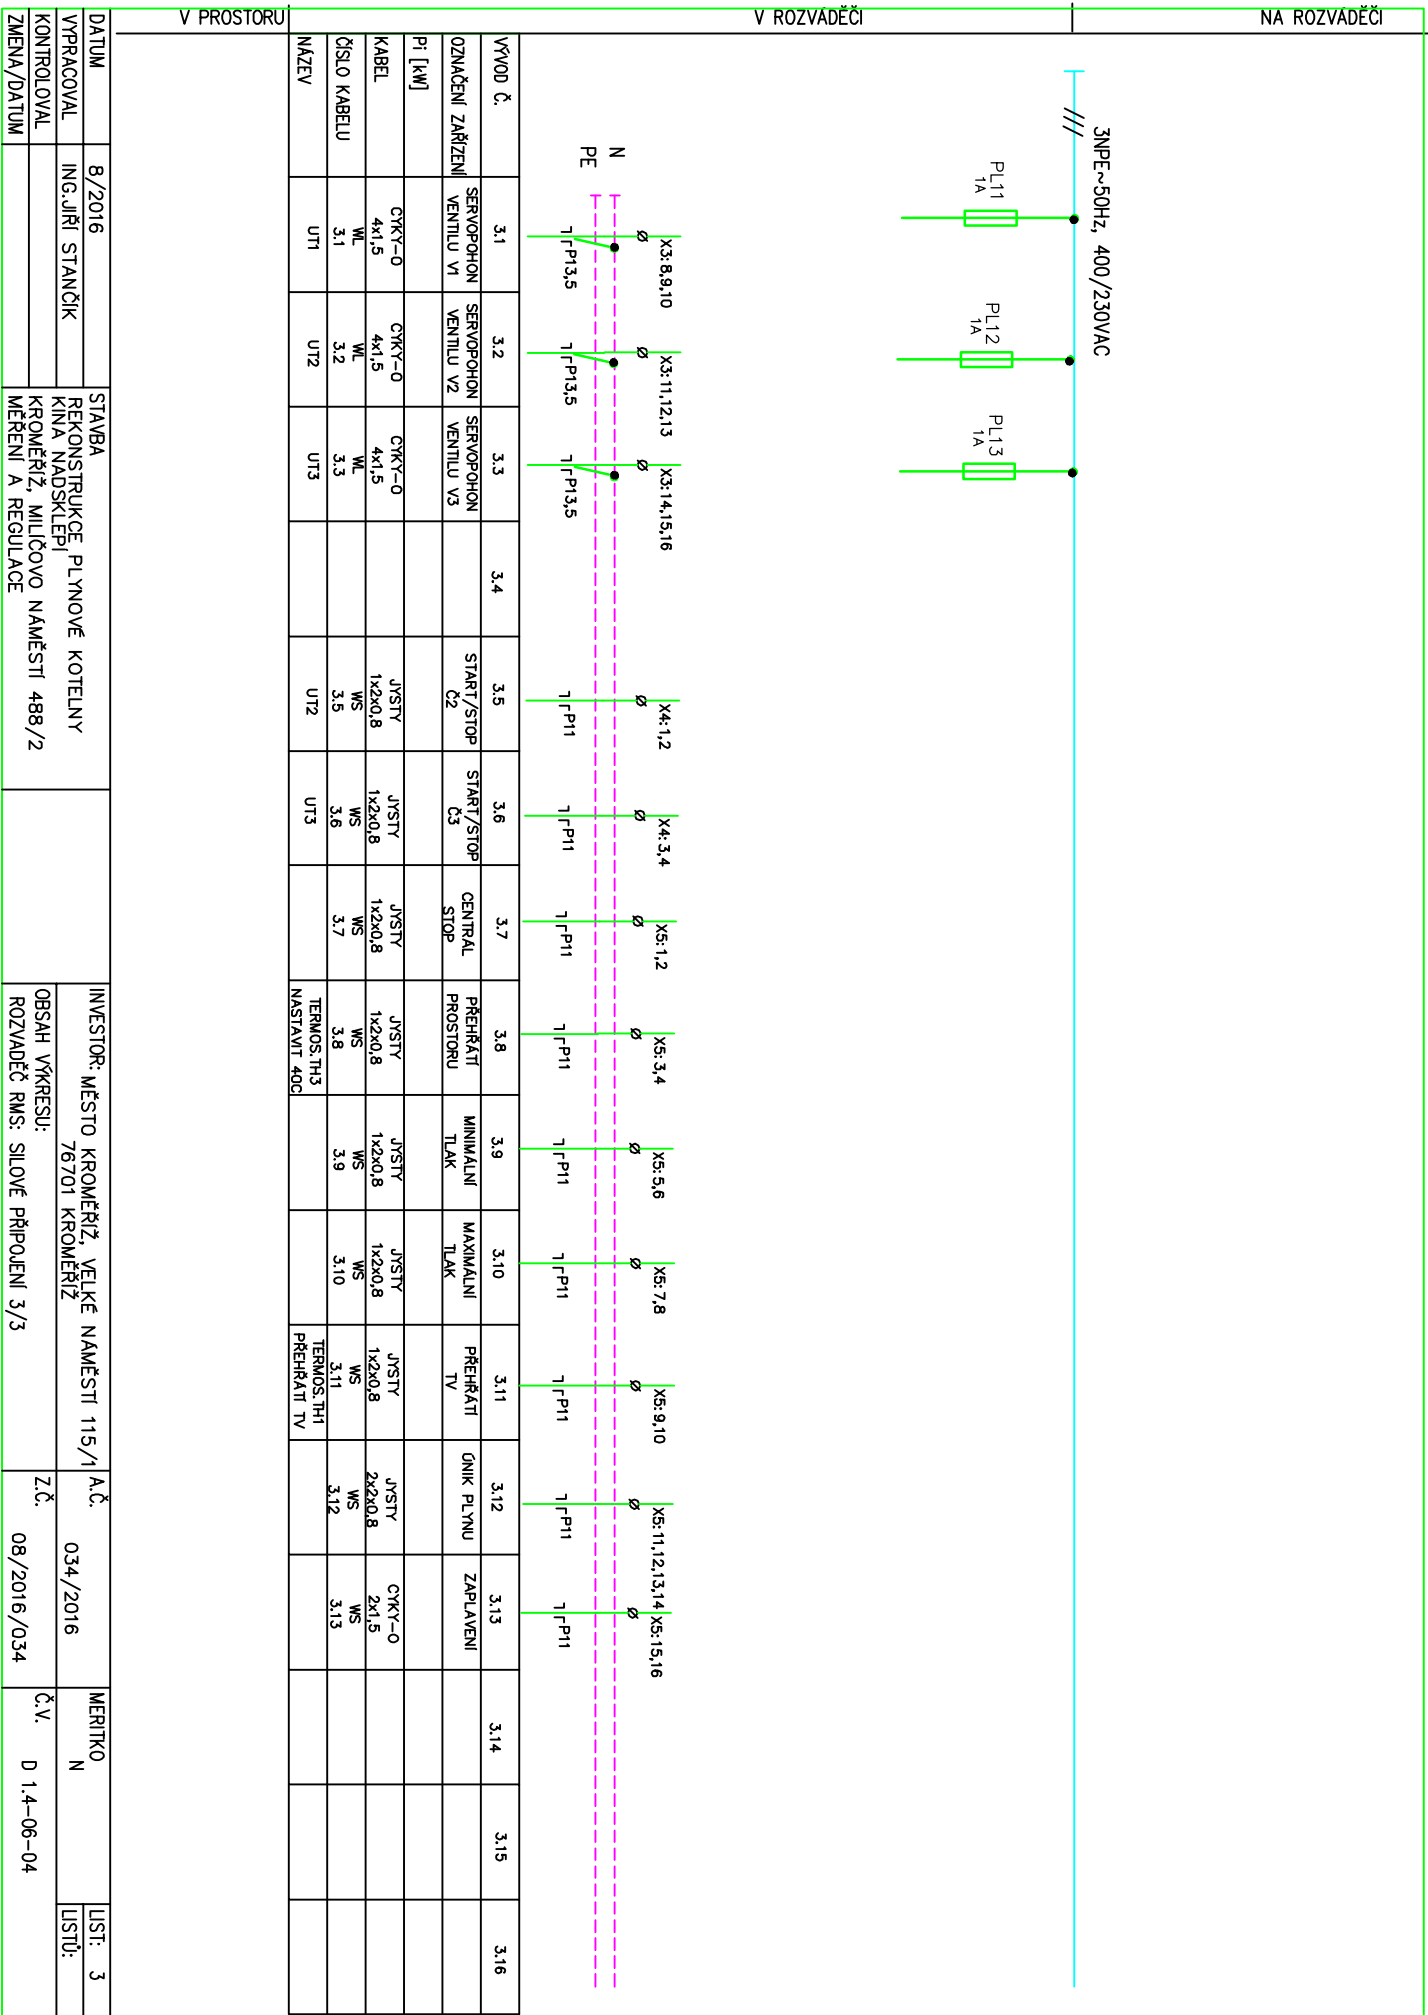 NA ROZVÁDĚČI
V ROZVÁDĚČI
V PROSTORU
3NPE~50Hz, 400/230VAC
PL11
1A
PL12
1A
PL13
1A
X3:8,9,10
X3:11,12,13
X3:14,15,16
X4:1,2
X4:3,4
X5:1,2
X5:3,4
X5:5,6
X5:7,8
X5:9,10
X5:11,12,13,14
X5:15,16
N
PE
P13,5
P13,5
P13,5
P11
P11
P11
P11
P11
P11
P11
P11
P11
VÝVOD Č.
3.1
3.2
3.3
3.4
3.5
3.6
3.7
3.8
3.9
3.10
3.11
3.12
3.13
3.14
3.15
3.16
OZNAČENÍ ZAŘÍZENÍ
SERVOPOHON
VENTILU V1
SERVOPOHON
VENTILU V2
SERVOPOHON
VENTILU V3
START/STOP
Č2
START/STOP
Č3
CENTRAL
STOP
PŘEHŘÁTÍ
PROSTORU
MINIMÁLNÍ
TLAK
MAXIMÁLNÍ
TLAK
PŘEHŘÁTÍ
TV
ÚNIK PLYNU
ZAPLAVENÍ
Pi [kW]
KABEL
CYKY-O
4x1,5
CYKY-O
4x1,5
CYKY-O
4x1,5
JYSTY
1x2x0,8
JYSTY
1x2x0,8
JYSTY
1x2x0,8
JYSTY
1x2x0,8
JYSTY
1x2x0,8
JYSTY
1x2x0,8
JYSTY
1x2x0,8
JYSTY
2x2x0,8
CYKY-O
2x1,5
ČÍSLO KABELU
WL
3.1
WL
3.2
WL
3.3
WS
3.5
WS
3.6
WS
3.7
WS
3.8
WS
3.9
WS
3.10
WS
3.11
WS
3.12
WS
3.13
NÁZEV
UT1
UT2
UT3
UT2
UT3
TERMOS.TH3
NASTAVIT 40C
TERMOS.TH1
PŘEHŘÁTÍ TV
DATUM
8/2016
VYPRACOVAL
ING.JIŘÍ STANČÍK
KONTROLOVAL
ZMENA/DATUM
STAVBA
REKONSTRUKCE PLYNOVÉ KOTELNY
KINA NADSKLEPÍ
KROMĚŘÍŽ, MILÍČOVO NÁMĚSTÍ 488/2
MĚŘENÍ A REGULACE
INVESTOR: MĚSTO KROMĚŘÍŽ, VELKÉ NÁMĚSTÍ 115/1
76701 KROMĚŘÍŽ
OBSAH VÝKRESU:
ROZVADĚČ RMS: SILOVÉ PŘIPOJENÍ 3/3
A.Č.
034/2016
Z.Č.
08/2016/034
MERITKO
N
Č.V.
D 1.4-06-04
LIST: 3
LISTŮ: